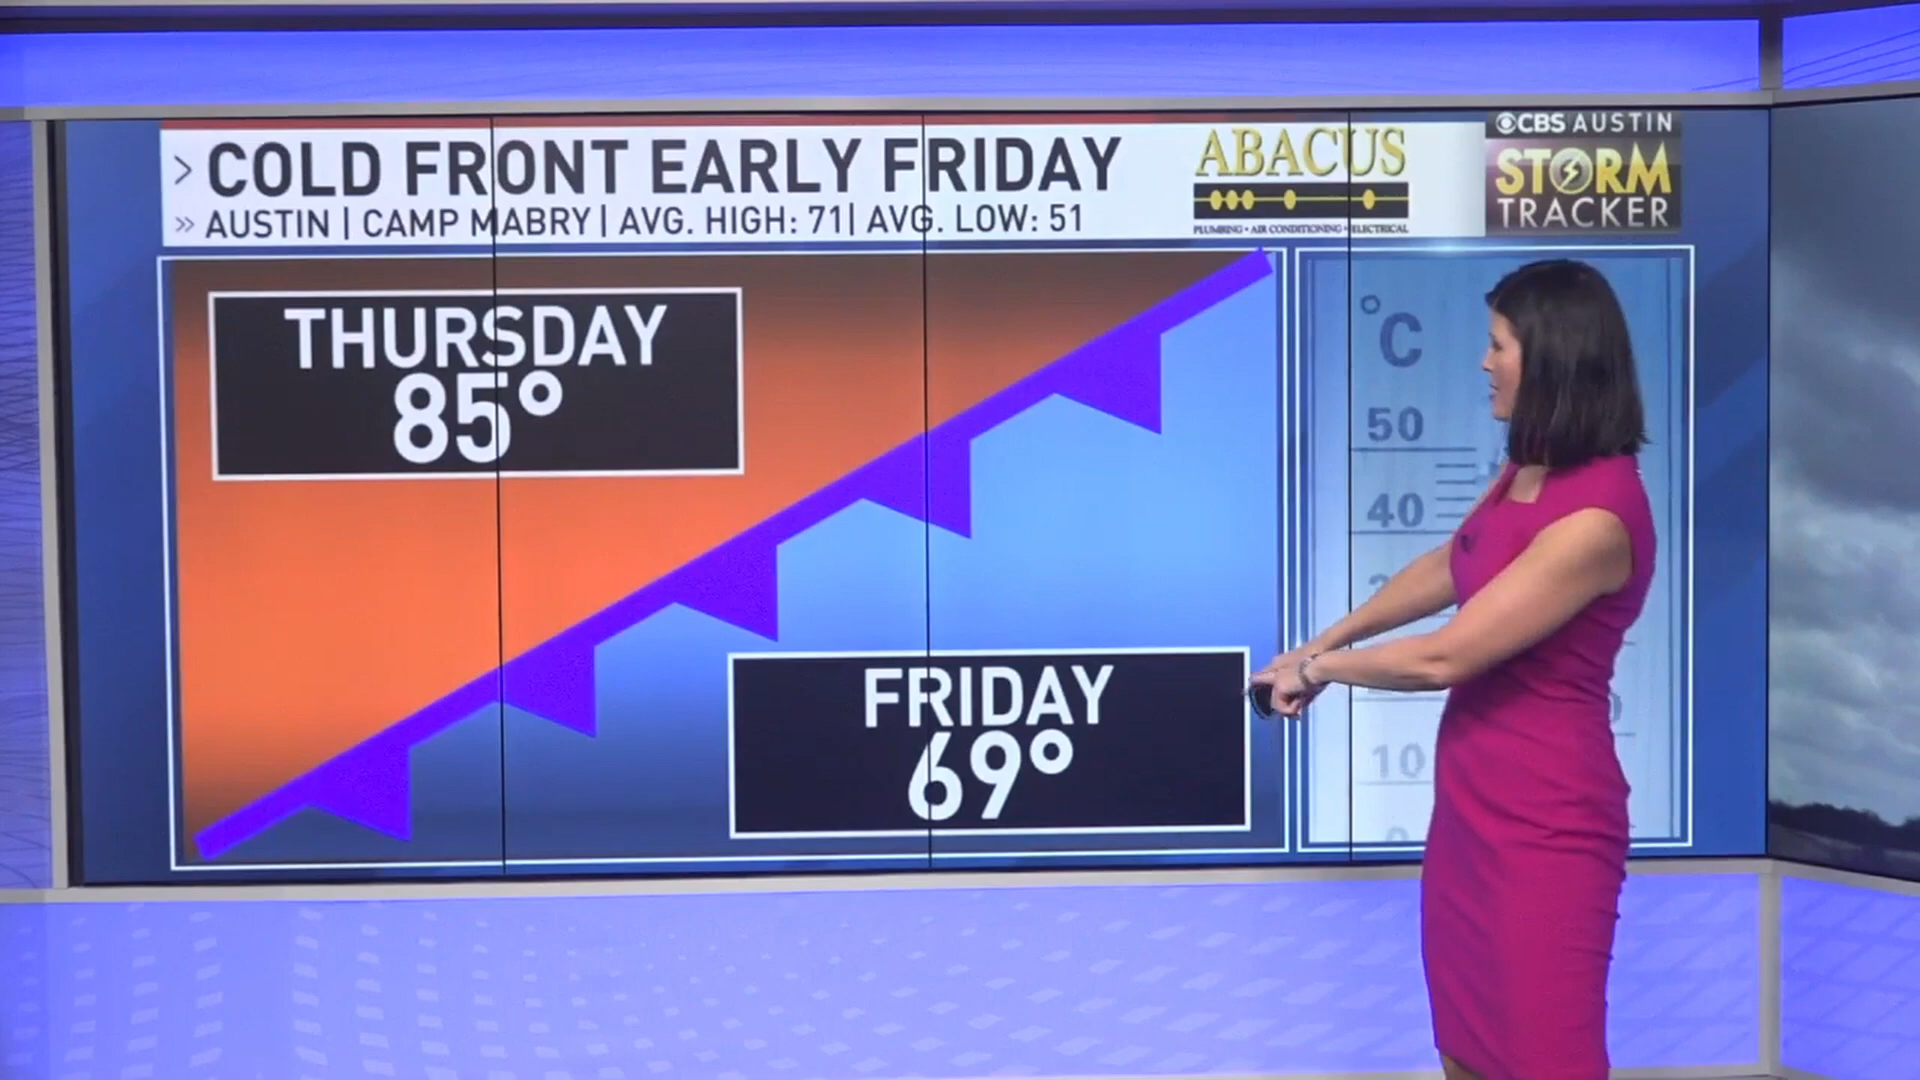 > COLD FRONT EARLY FRIDAY
» AUSTIN | CAMP MABRY | AVG. HIGH: 71| AVG. LOW: 51
ABACUS
PLUMBING • AIR CONDITIONING • ELECTRICAL
CBS AUSTIN
STORM
TRACKER
THURSDAY
85°
FRIDAY
69°
°C
50
40
10
0